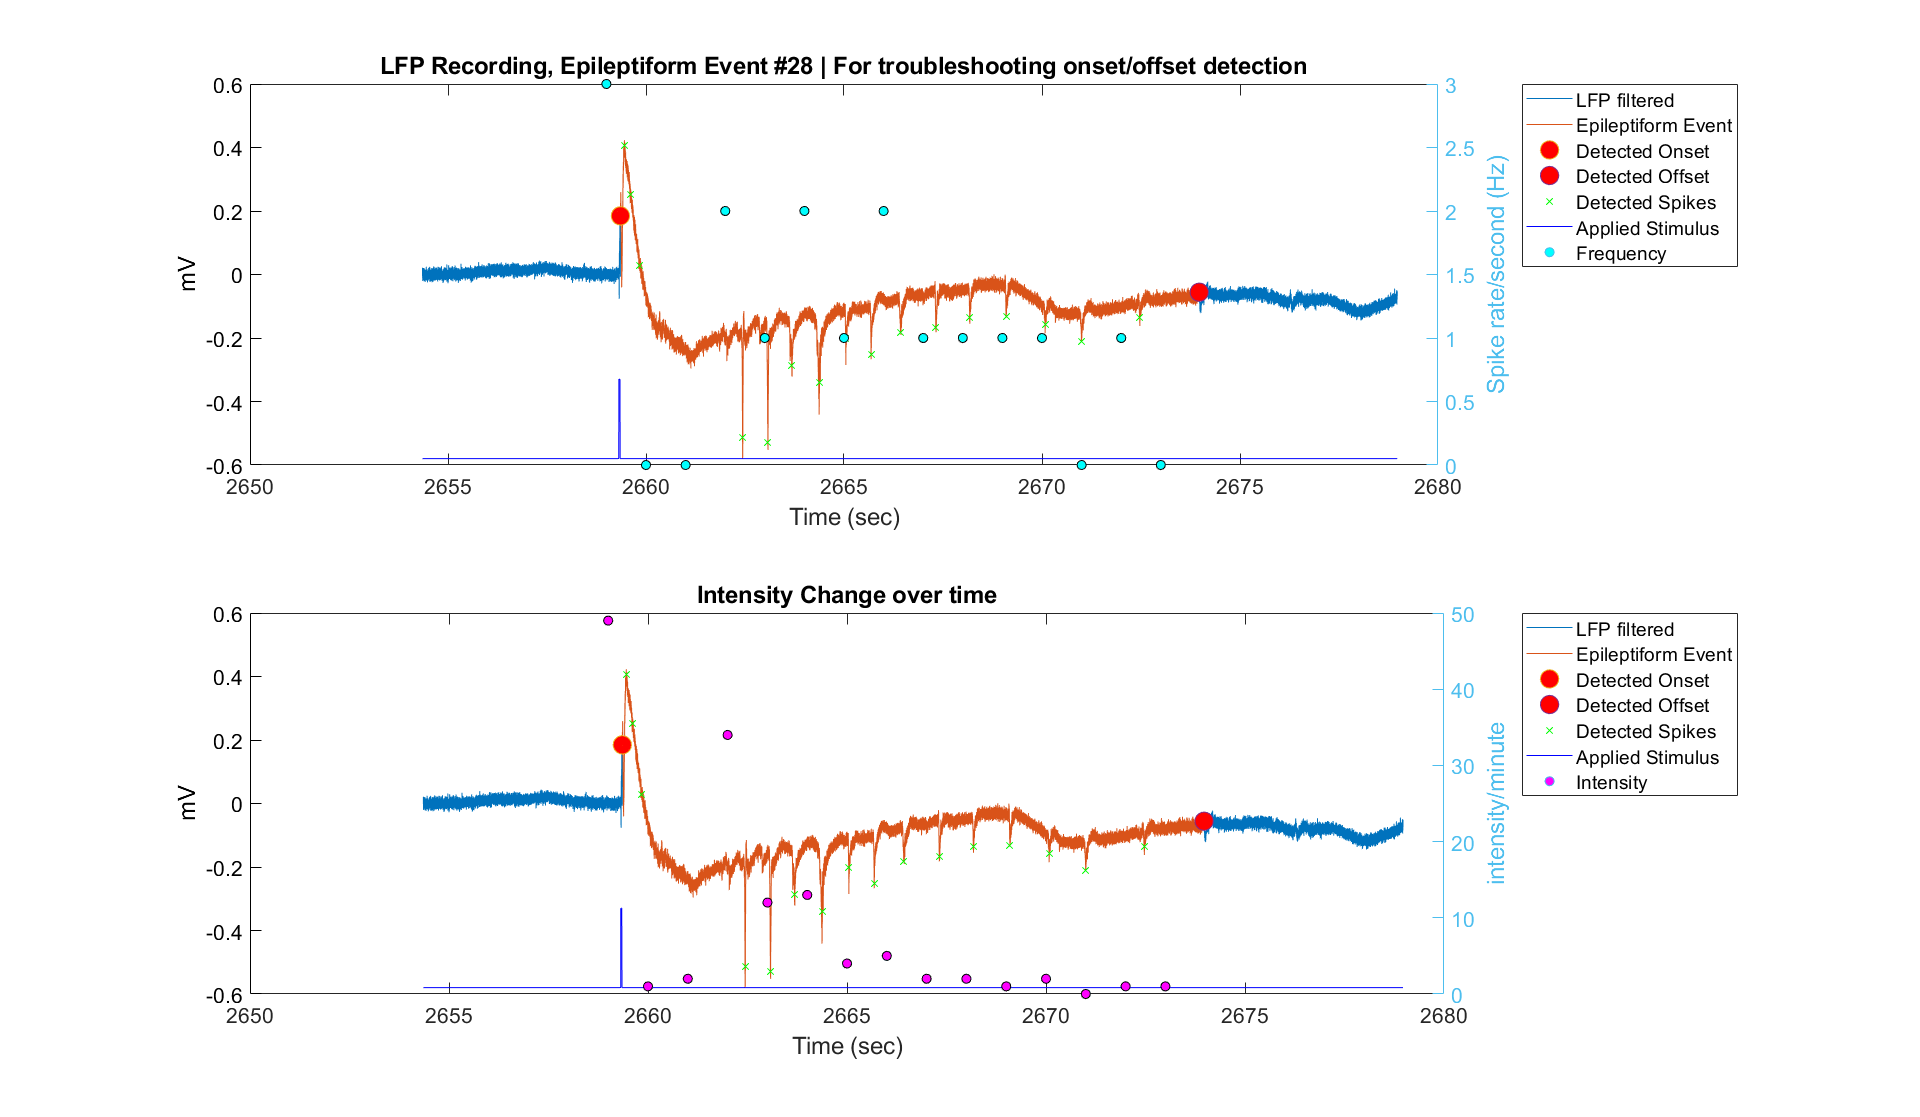 LFP Recording, Epileptiform Event #28 | For troubleshooting onset/offset detection
0.6
0.4
0.2
0
-0.2
-0.4
-0.6
mV
3
2.5
2
1.5
1
0.5
0
Spike rate/second (Hz)
2650 2655 2660 2665 2670 2675 2680
Time (sec)
LFP filtered
Epileptiform Event
Detected Onset
Detected Offset
Detected Spikes
Applied Stimulus
Frequency
Intensity Change over time
0.6
0.4
0.2
0
-0.2
-0.4
-0.6
mV
50
40
30
20
10
0
intensity/minute
2650 2655 2660 2665 2670 2675 2680
Time (sec)
LFP filtered
Epileptiform Event
Detected Onset
Detected Offset
Detected Spikes
Applied Stimulus
Intensity